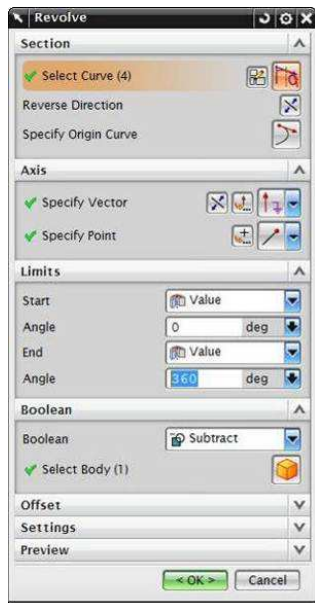 Revolve
Section
Select Curve (4)
Reverse Direction
Specify Origin Curve
Axis
Specify Vector
Specify Point
Limits
Start Value
Angle 0 deg
End Value
Angle 360 deg
Boolean
Boolean Subtract
Select Body (1)
Offset
Settings
Preview
< OK > Cancel